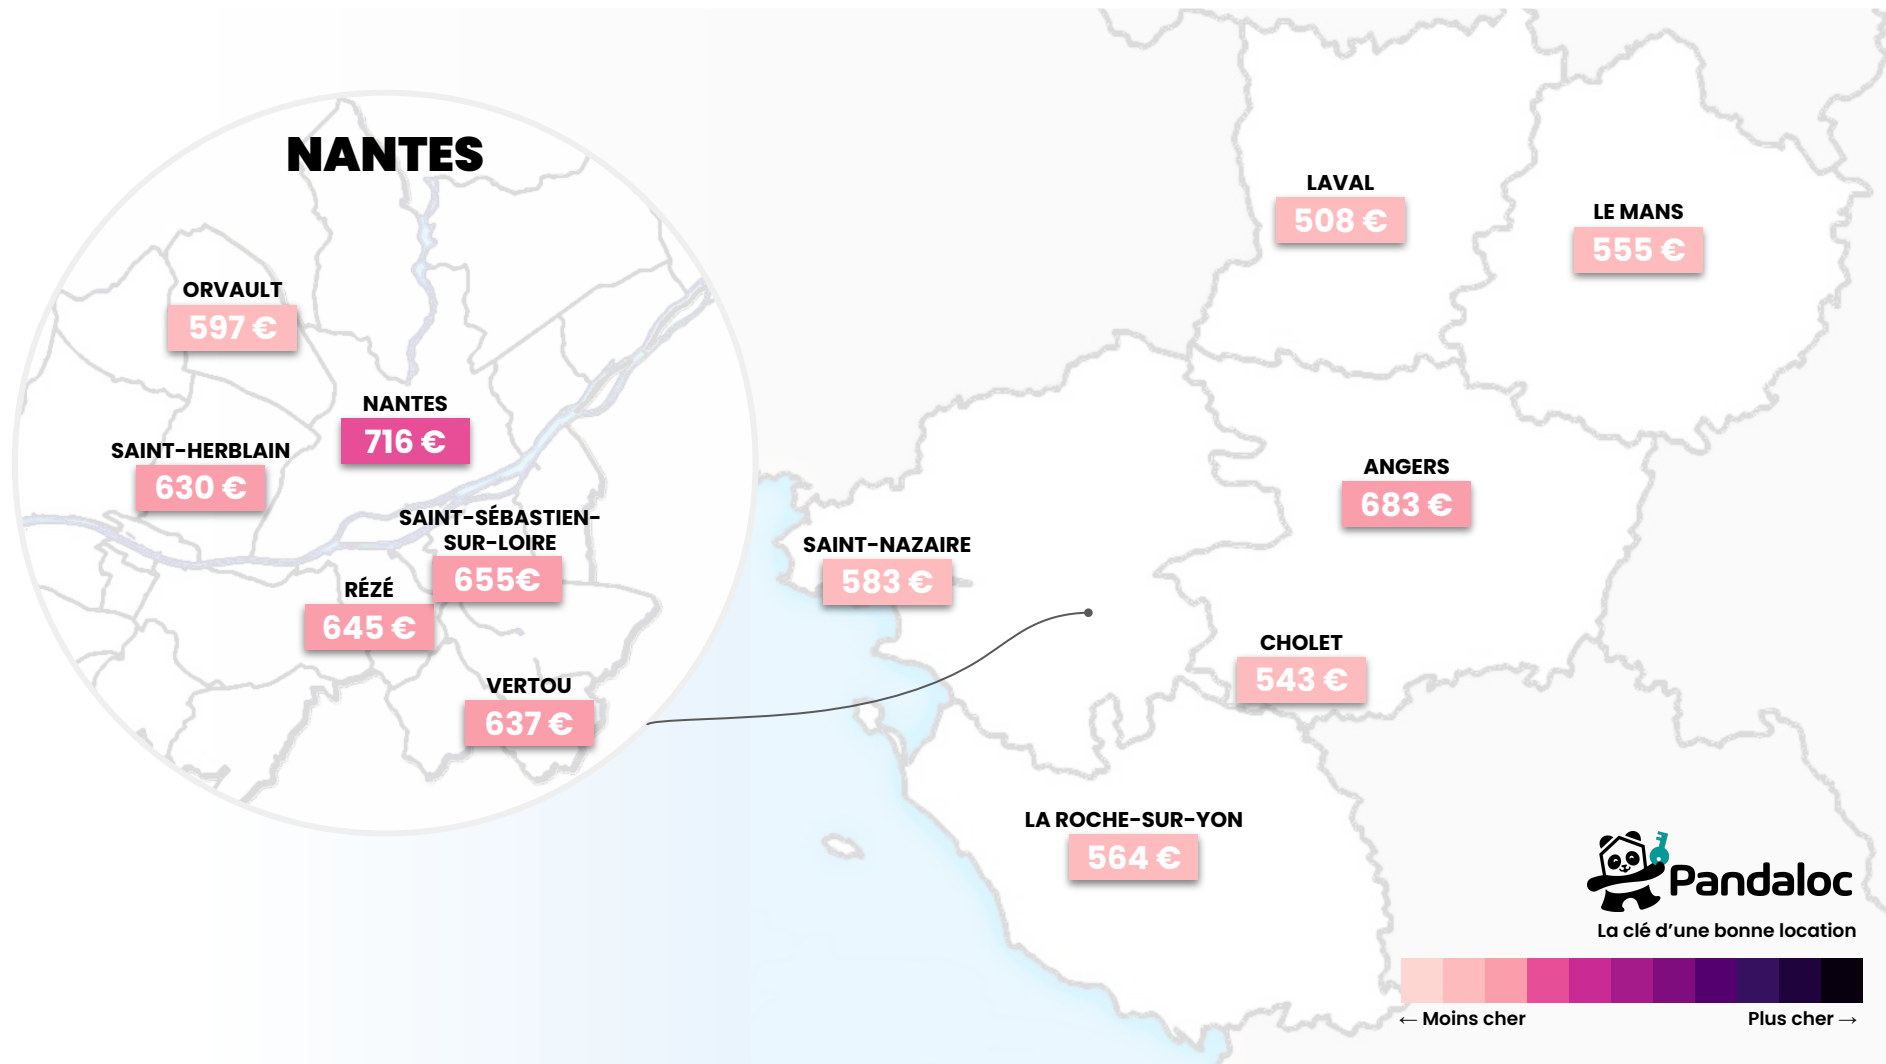 NANTES
ORVAULT
597 €
NANTES
716 €
SAINT-HERBLAIN
630 €
SAINT-SÉBASTIEN-
SUR-LOIRE
655€
RÉZÉ
645 €
VERTOU
637 €
LAVAL
508 €
LE MANS
555 €
ANGERS
683 €
SAINT-NAZAIRE
583 €
CHOLET
543 €
LA ROCHE-SUR-YON
564 €
Pandaloc
La clé d'une bonne location
← Moins cher
Plus cher →